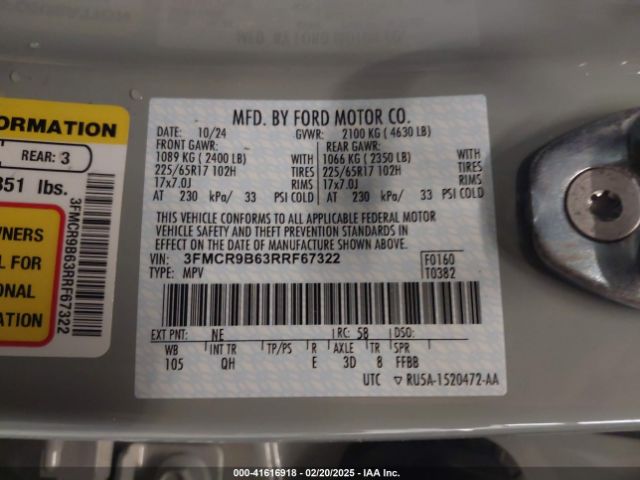 ORMATION
REAR: 3
351 lbs.
WNERS
L FOR
ONAL
ATION
3FMCR9B63RRF67322
MFD. BY FORD MOTOR CO.
DATE: 10/24 GVWR: 2100 KG ( 4630 LB)
FRONT GAWR: REAR GAWR:
1089 KG ( 2400 LB) WITH 1066 KG ( 2350 LB) WITH
225/65R17 102H TIRES 225/65R17 102H TIRES
17x7.0J RIMS 17x7.0J RIMS
AT 230 kPa/ 33 PSI COLD AT 230 kPa/ 33 PSI COLD
THIS VEHICLE CONFORMS TO ALL APPLICABLE FEDERAL MOTOR
VEHICLE SAFETY AND THEFT PREVENTION STANDARDS IN
EFFECT ON THE DATE OF MANUFACTURE SHOWN ABOVE.
VIN: 3FMCR9B63RRF67322 F0160
TYPE: MPV T0382
EXT PNT: NE RC: 58 DSO:
WB INT TR TP/PS R AXLE TR SPR
105 QH E 3D 8 FFBB
UTC ▽ RU5A-1520472-AA
000-41616918 - 02/20/2025 - IAA Inc.